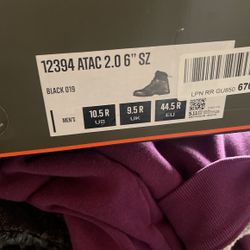 12394 ATAC 2.0 6" SZ
BLACK 019
MEN'S
10.5 R
US
9.5 R
UK
44.5 R
EU
LPN RR GU850 670